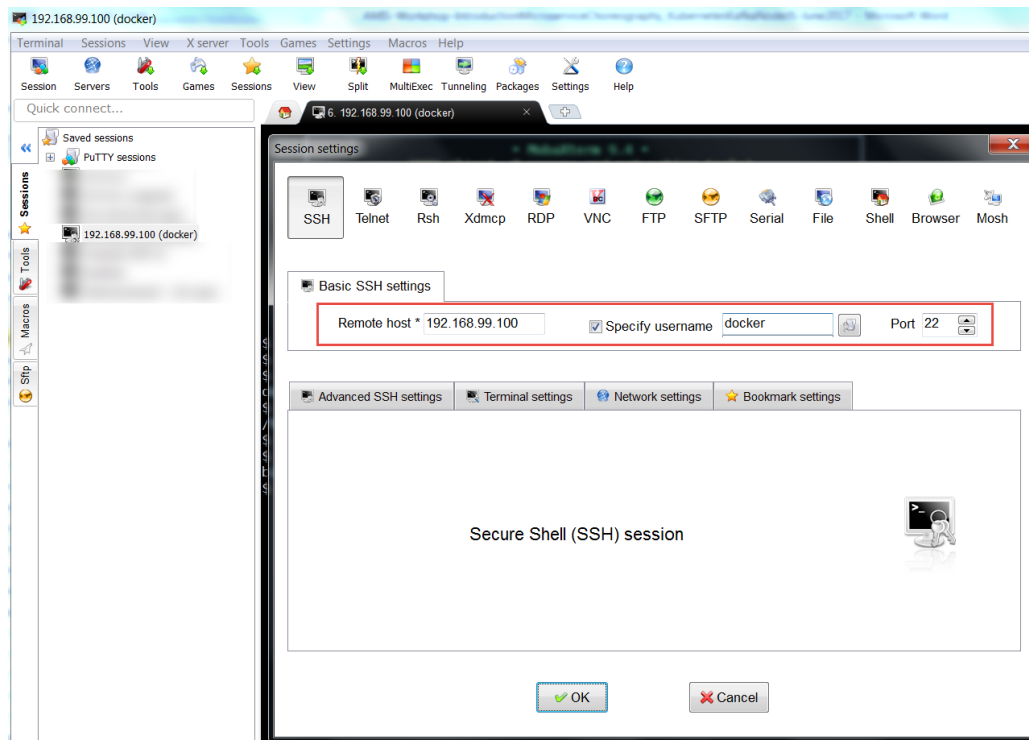 192.168.99.100 (docker)
Terminal Sessions View X server Tools Games Settings Macros Help
Session Servers Tools Games Sessions View Split MultiExec Tunneling Packages Settings Help
Quick connect...
6. 192.168.99.100 (docker)
Saved sessions
PuTTY sessions
192.168.99.100 (docker)
Sessions
Tools
Macros
Sftp
Session settings
SSH Telnet Rsh Xdmcp RDP VNC FTP SFTP Serial File Shell Browser Mosh
Basic SSH settings
Remote host * 192.168.99.100 Specify username docker Port 22
Advanced SSH settings Terminal settings Network settings Bookmark settings
Secure Shell (SSH) session
OK Cancel